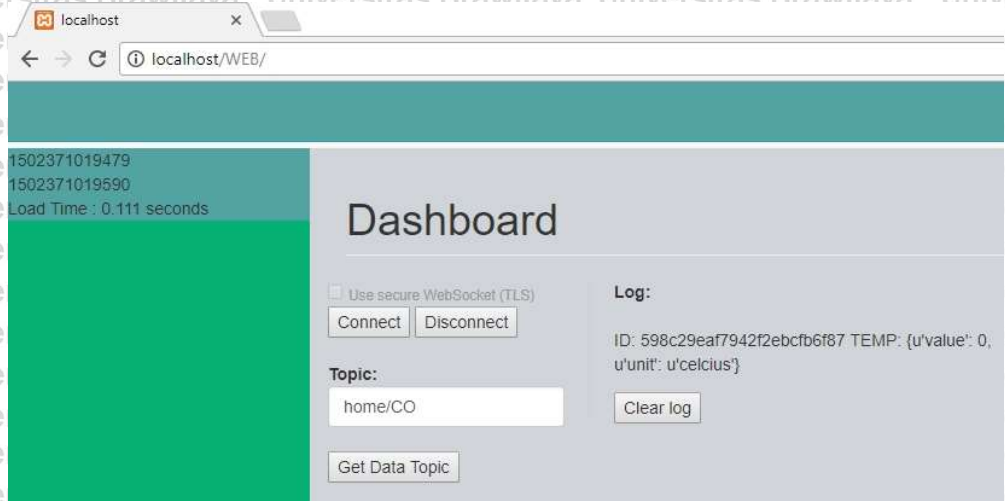 localhost
localhost/WEB/
1502371019479
1502371019590
Load Time : 0.111 seconds
Dashboard
Use secure WebSocket (TLS)
Connect Disconnect
Topic:
home/CO
Get Data Topic
Log:
ID: 598c29eaf7942f2ebcfb6f87 TEMP: {u'value': 0,
u'unit': u'celcius'}
Clear log